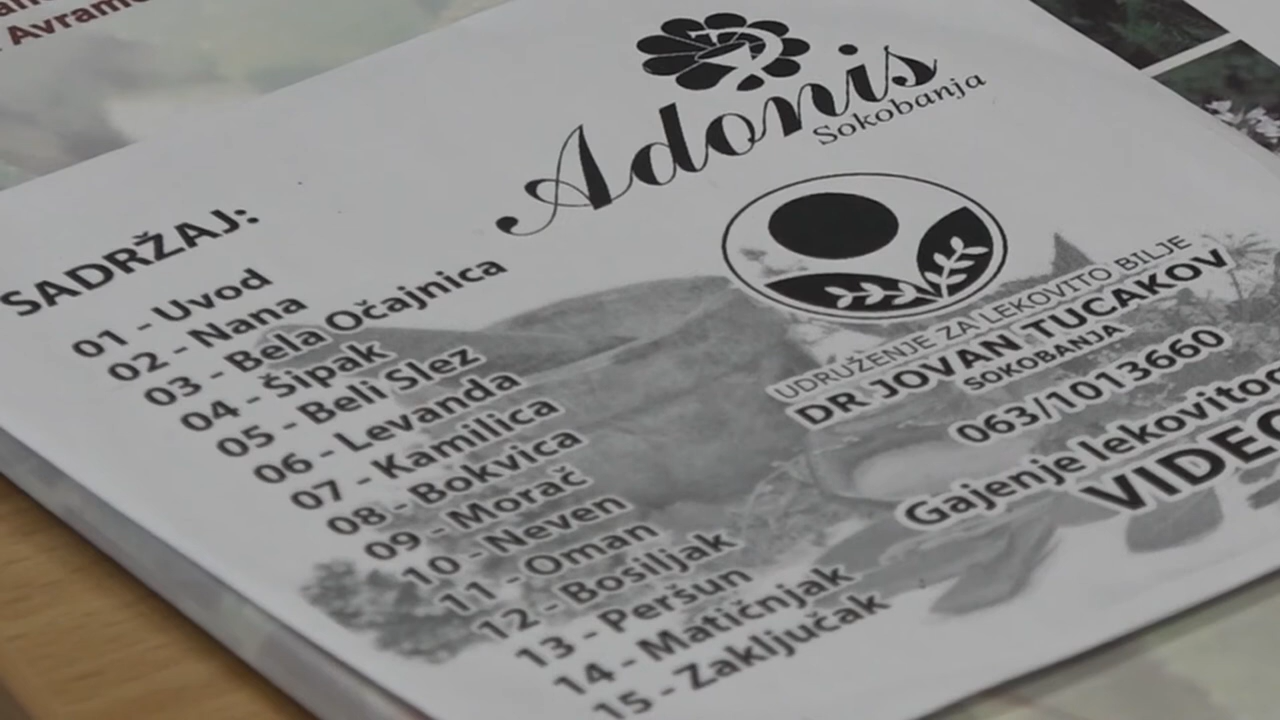 Avramo
Adonis
Sokobanja
SADRŽAJ:
01 - Uvod
02 - Nana
03 - Bela Očajnica
04 - Šipak
05 - Beli Slez
06 - Levanda
07 - Kamilica
08 - Bokvica
09 - Morač
10 - Neven
11 - Oman
12 - Bosiljak
13 - Peršun
14 - Matičnjak
15 - Zaključak
UDRUŽENJE ZA LEKOVITO BILJE
DR JOVAN TUCAKOV
SOKOBANJA
063/1013660
Gajenje lekovitog
VIDEO